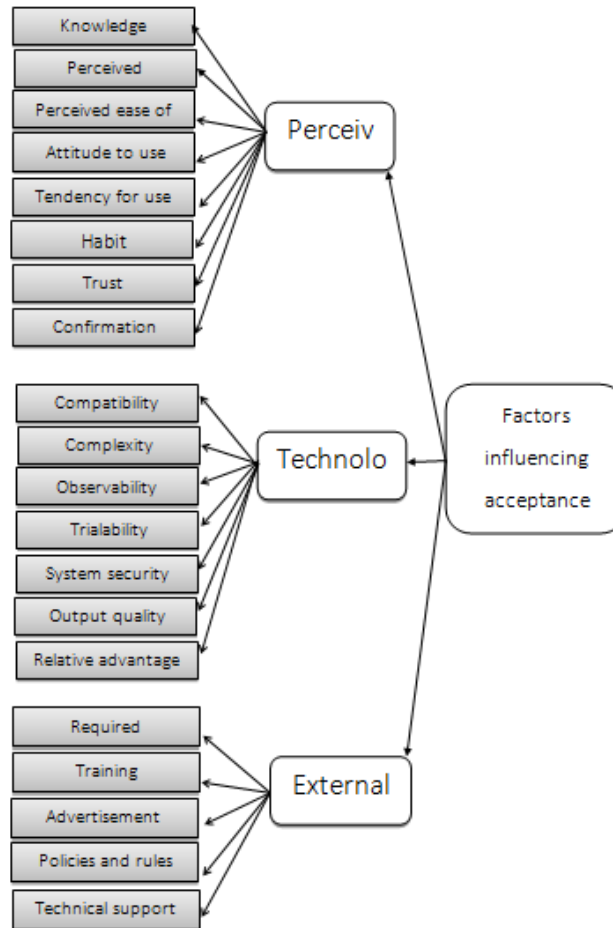 Knowledge
Perceived
Perceived ease of
Attitude to use
Tendency for use
Habit
Trust
Confirmation
Perceiv
Compatibility
Complexity
Observability
Trialability
System security
Output quality
Relative advantage
Technolo
Factors
influencing
acceptance
Required
Training
Advertisement
Policies and rules
Technical support
External